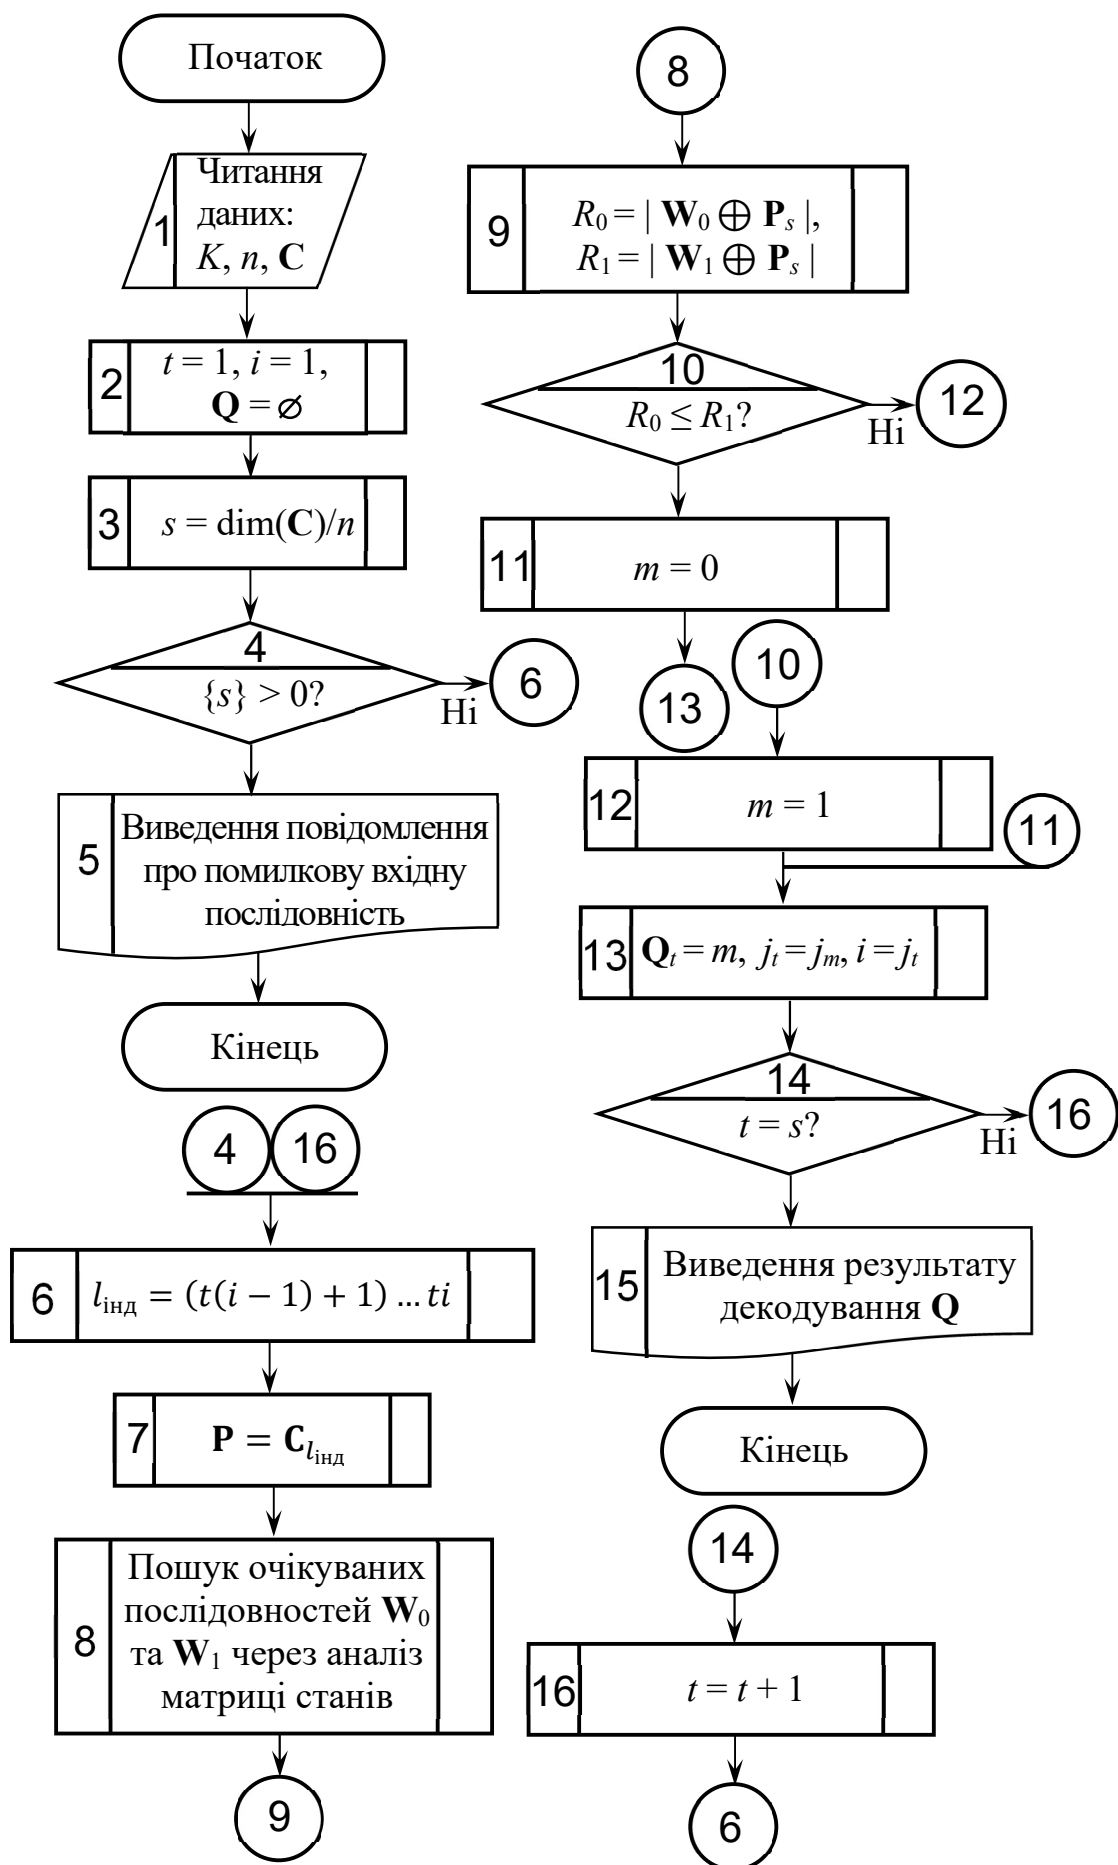 Початок
1
Читання
даних:
K, n, C
2
t = 1, i = 1,
Q = ∅
3
s = dim(C)/n
4
{s} > 0?
Ні
6
5
Виведення повідомлення
про помилкову вхідну
послідовність
Кінець
4
16
6
lінд = (t(i − 1) + 1) … ti
7
P = Clінд
8
Пошук очікуваних
послідовностей W0
та W1 через аналіз
матриці станів
9
8
9
R0 = | W0 ⊕ Ps |,
R1 = | W1 ⊕ Ps |
10
R0 ≤ R1?
Ні
12
11
m = 0
13
10
12
m = 1
11
13
Qt = m, jt = jm, i = jt
14
t = s?
Ні
16
15
Виведення результату
декодування Q
Кінець
14
16
t = t + 1
6